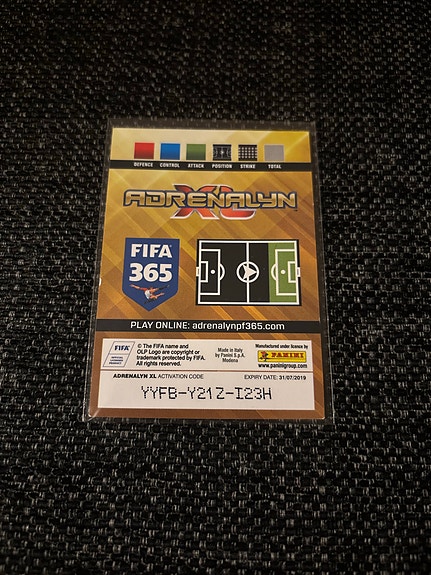 DEFENCE CONTROL ATTACK POSITION STRIKE TOTAL
ADRENALYN
XL
FIFA
365
PLAY ONLINE: adrenalynpf365.com
FIFA
© The FIFA name and
OLP Logo are copyright or
trademark protected by FIFA.
All rights reserved.
Made in Italy
by Panini S.p.A.
Modena
Manufactured under licence by
PANINI
www.paninigroup.com
ADRENALYN XL ACTIVATION CODE
EXPIRY DATE: 31/07/2019
YYFB-Y21Z-I23H